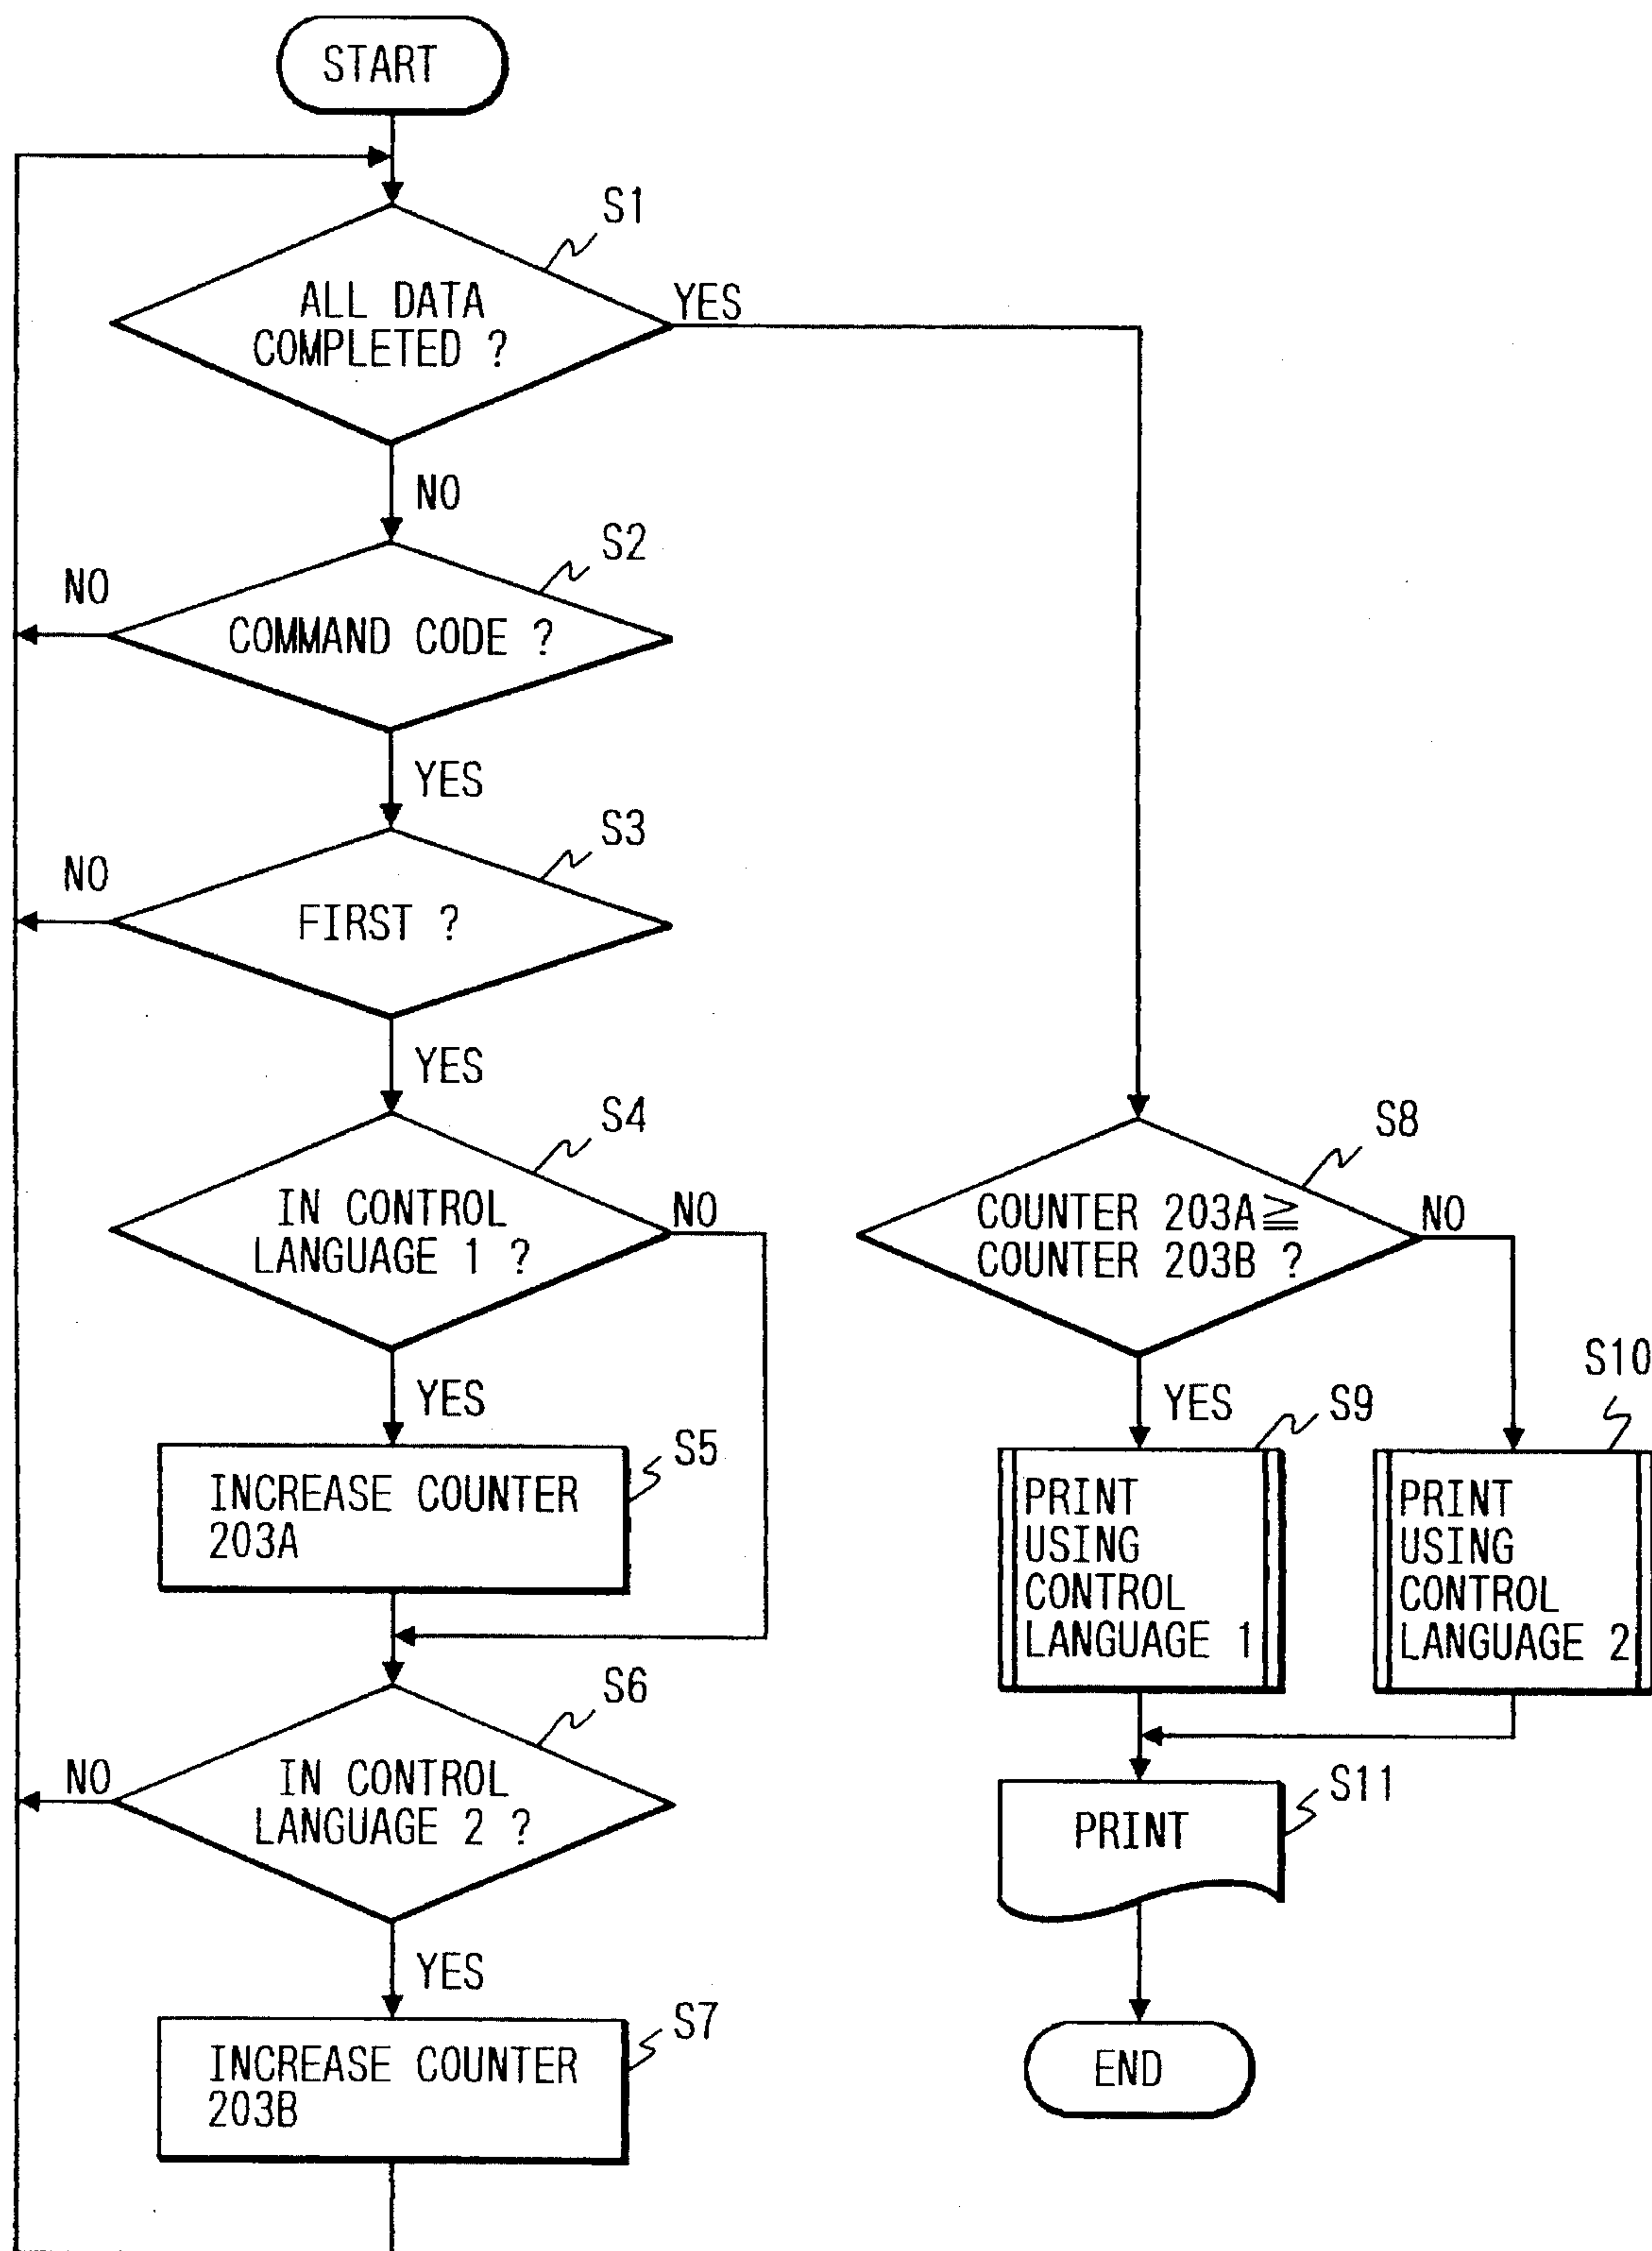 START
S1
ALL DATA
COMPLETED ?
YES
NO
S2
NO
COMMAND CODE ?
YES
S3
NO
FIRST ?
YES
S4
IN CONTROL
LANGUAGE 1 ?
NO
YES
S5
INCREASE COUNTER
203A
S6
NO
IN CONTROL
LANGUAGE 2 ?
YES
S7
INCREASE COUNTER
203B
S8
COUNTER 203A≧
COUNTER 203B ?
NO
YES
S9
PRINT
USING
CONTROL
LANGUAGE 1
S10
PRINT
USING
CONTROL
LANGUAGE 2
S11
PRINT
END